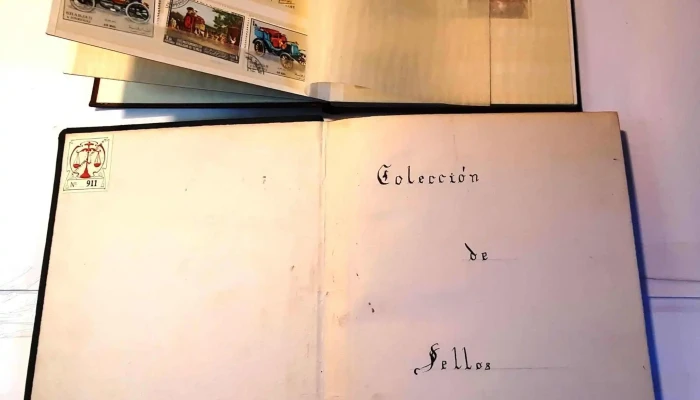 Nº 911
Colección
de
Sellos